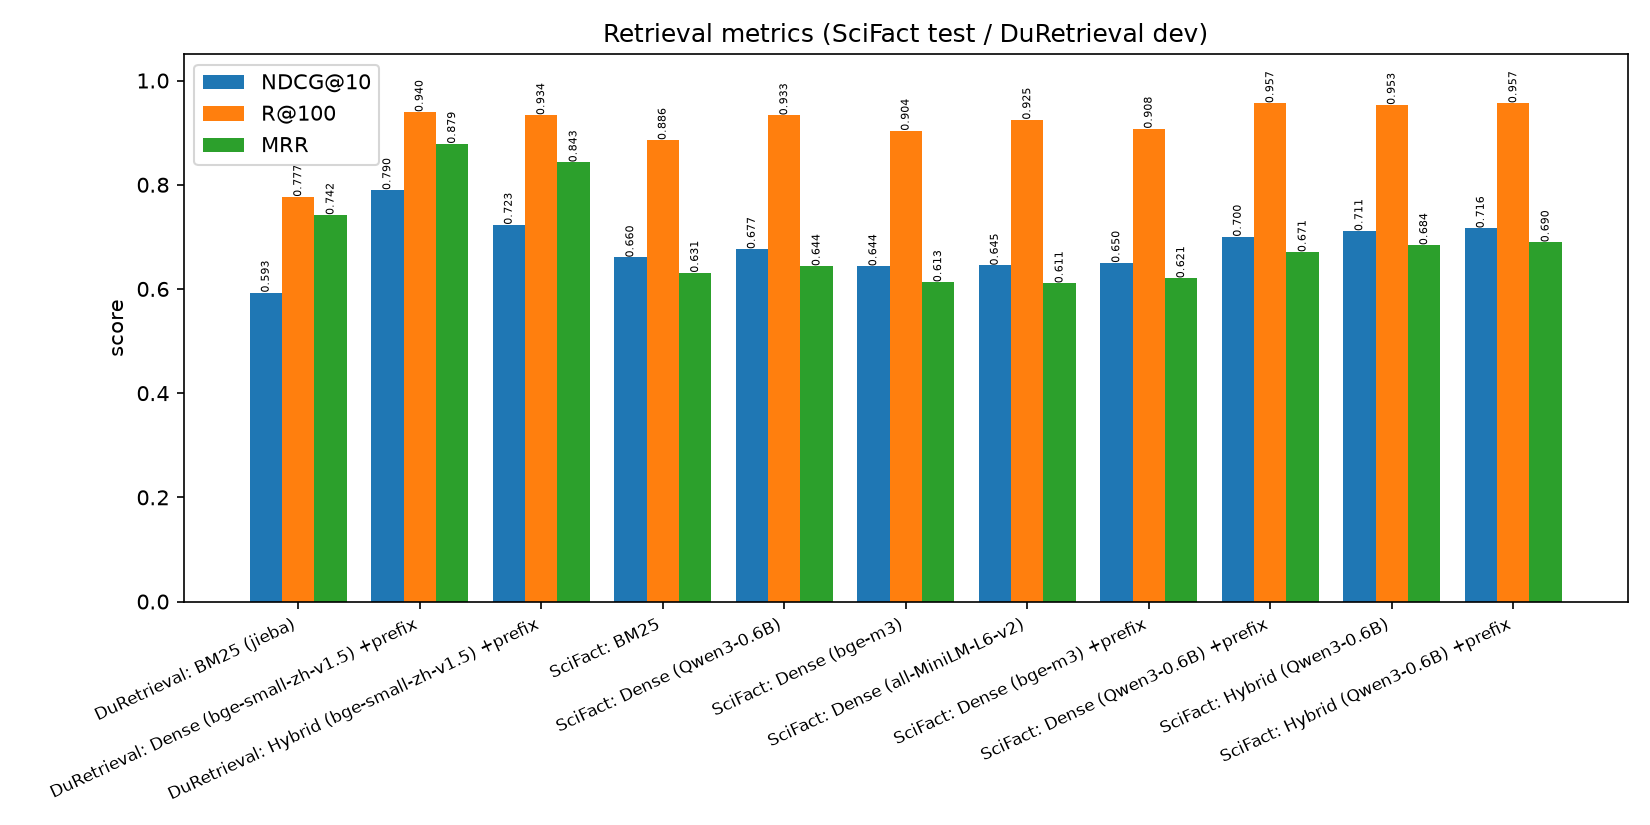 Retrieval metrics (SciFact test / DuRetrieval dev)
NDCG@10
R@100
MRR
score
1.0
0.8
0.6
0.4
0.2
0.0
0.593
0.777
0.742
0.790
0.940
0.879
0.723
0.934
0.843
0.660
0.886
0.631
0.677
0.933
0.644
0.644
0.904
0.613
0.645
0.925
0.611
0.650
0.908
0.621
0.700
0.957
0.671
0.711
0.953
0.684
0.716
0.957
0.690
DuRetrieval: BM25 (jieba)
DuRetrieval: Dense (bge-small-zh-v1.5) +prefix
DuRetrieval: Hybrid (bge-small-zh-v1.5) +prefix
SciFact: BM25
SciFact: Dense (Qwen3-0.6B)
SciFact: Dense (bge-m3)
SciFact: Dense (all-MiniLM-L6-v2)
SciFact: Dense (bge-m3) +prefix
SciFact: Dense (Qwen3-0.6B) +prefix
SciFact: Hybrid (Qwen3-0.6B)
SciFact: Hybrid (Qwen3-0.6B) +prefix